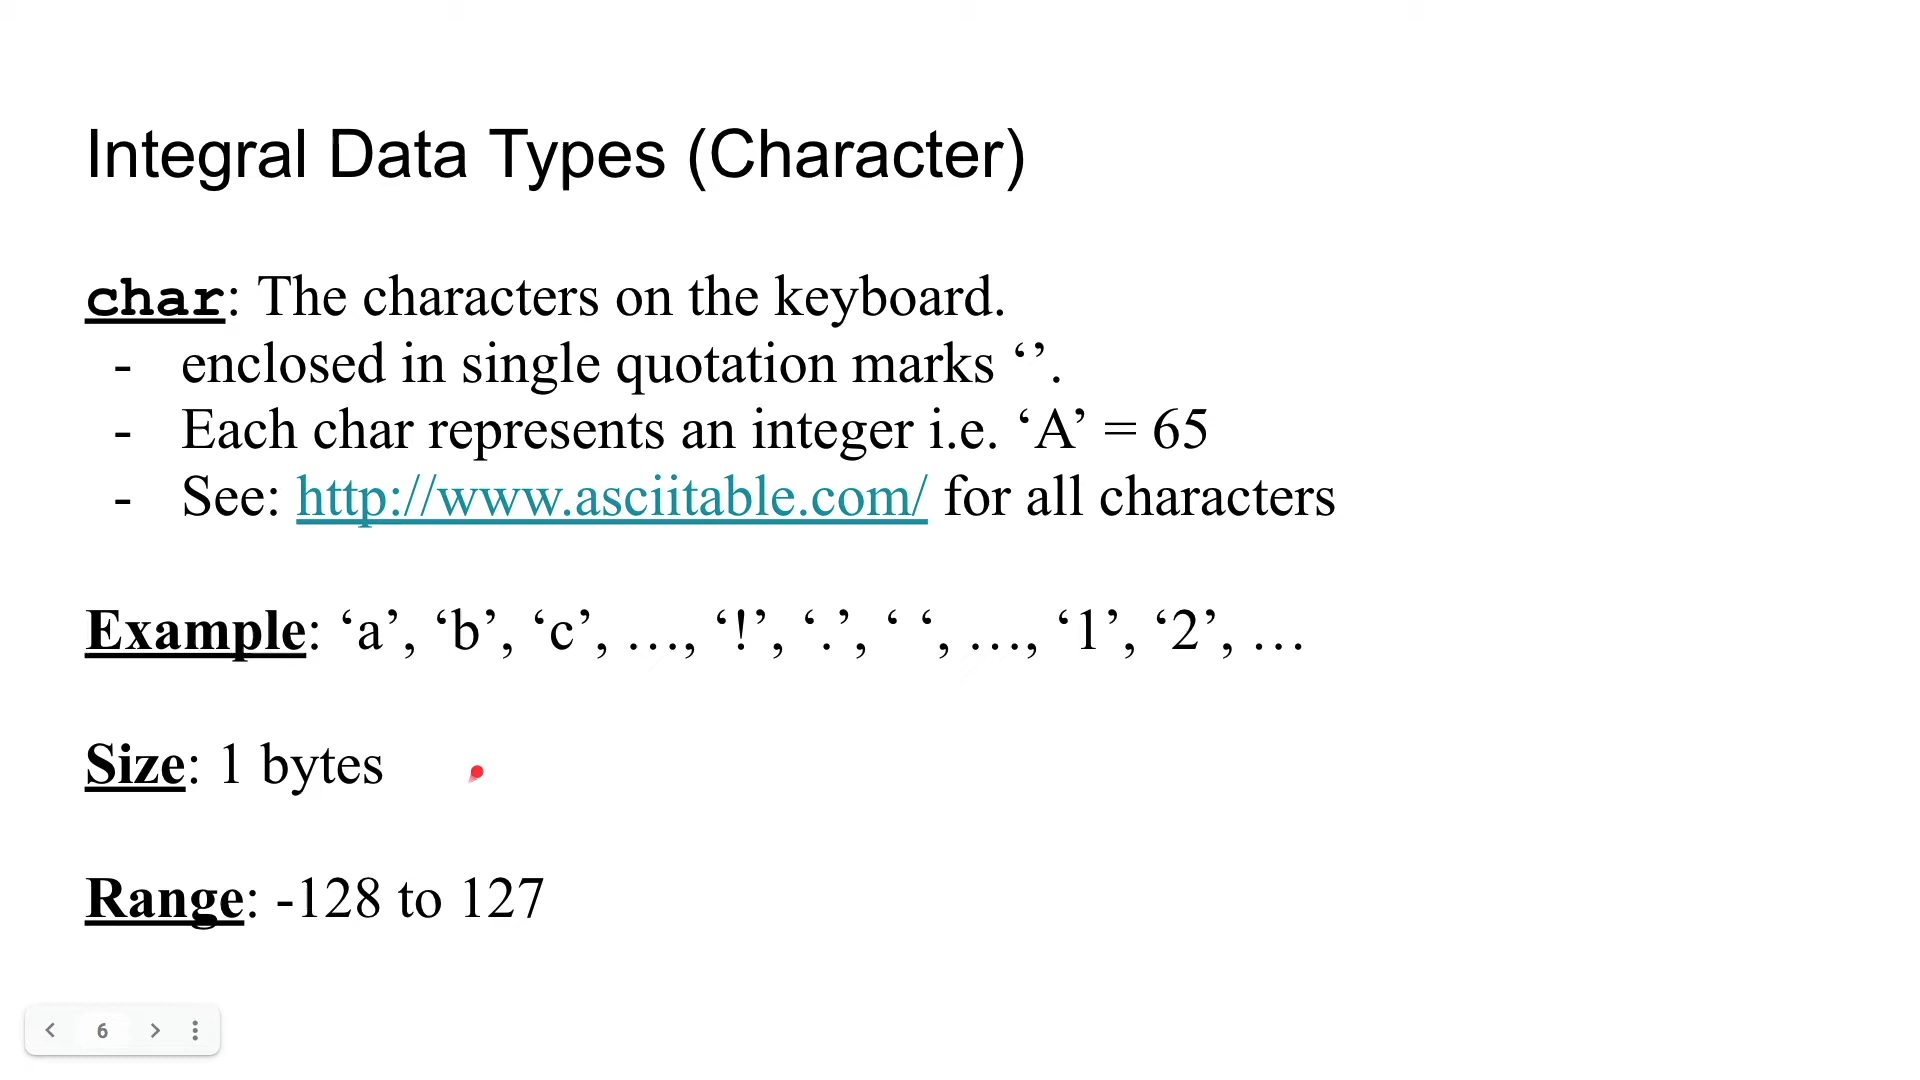 Integral Data Types (Character)
char: The characters on the keyboard.
- enclosed in single quotation marks ‘’.
- Each char represents an integer i.e. ‘A’ = 65
- See: http://www.asciitable.com/ for all characters
Example: ‘a’, ‘b’, ‘c’, …, ‘!’, ‘.’, ‘ ‘, …, ‘1’, ‘2’, …
Size: 1 bytes
Range: -128 to 127
6